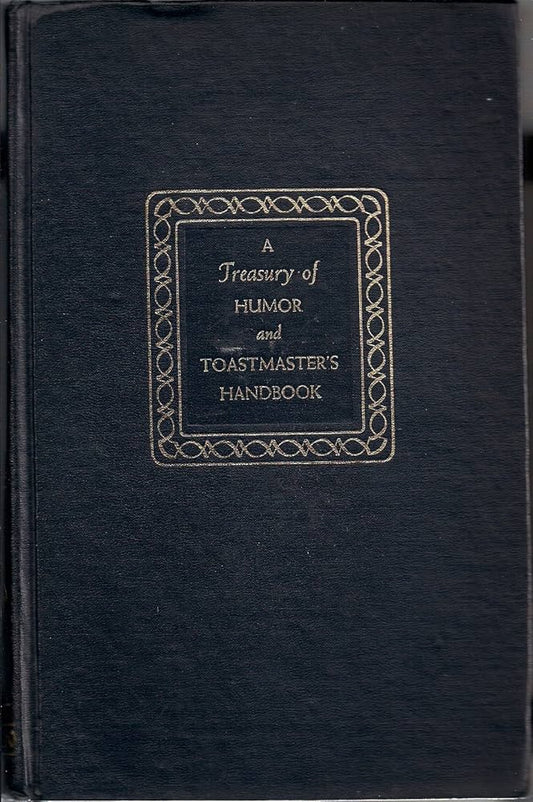 A
Treasury of
HUMOR
and
TOASTMASTER'S
HANDBOOK